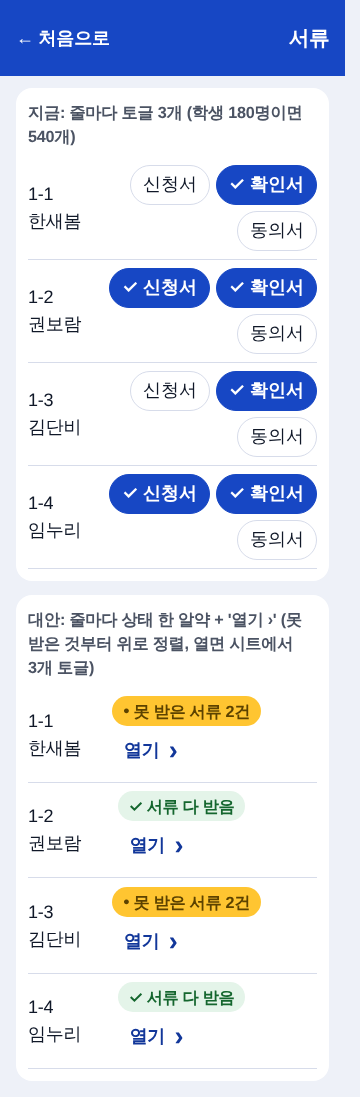 ← 처음으로 서류
지금: 줄마다 토글 3개 (학생 180명이면
540개)
1-1
한새봄
신청서 ✓ 확인서
동의서
1-2
권보람
✓ 신청서 ✓ 확인서
동의서
1-3
김단비
신청서 ✓ 확인서
동의서
1-4
임누리
✓ 신청서 ✓ 확인서
동의서
대안: 줄마다 상태 한 알약 + '열기 ›' (못
받은 것부터 위로 정렬, 열면 시트에서
3개 토글)
1-1
한새봄
• 못 받은 서류 2건
열기 ›
1-2
권보람
✓ 서류 다 받음
열기 ›
1-3
김단비
• 못 받은 서류 2건
열기 ›
1-4
임누리
✓ 서류 다 받음
열기 ›